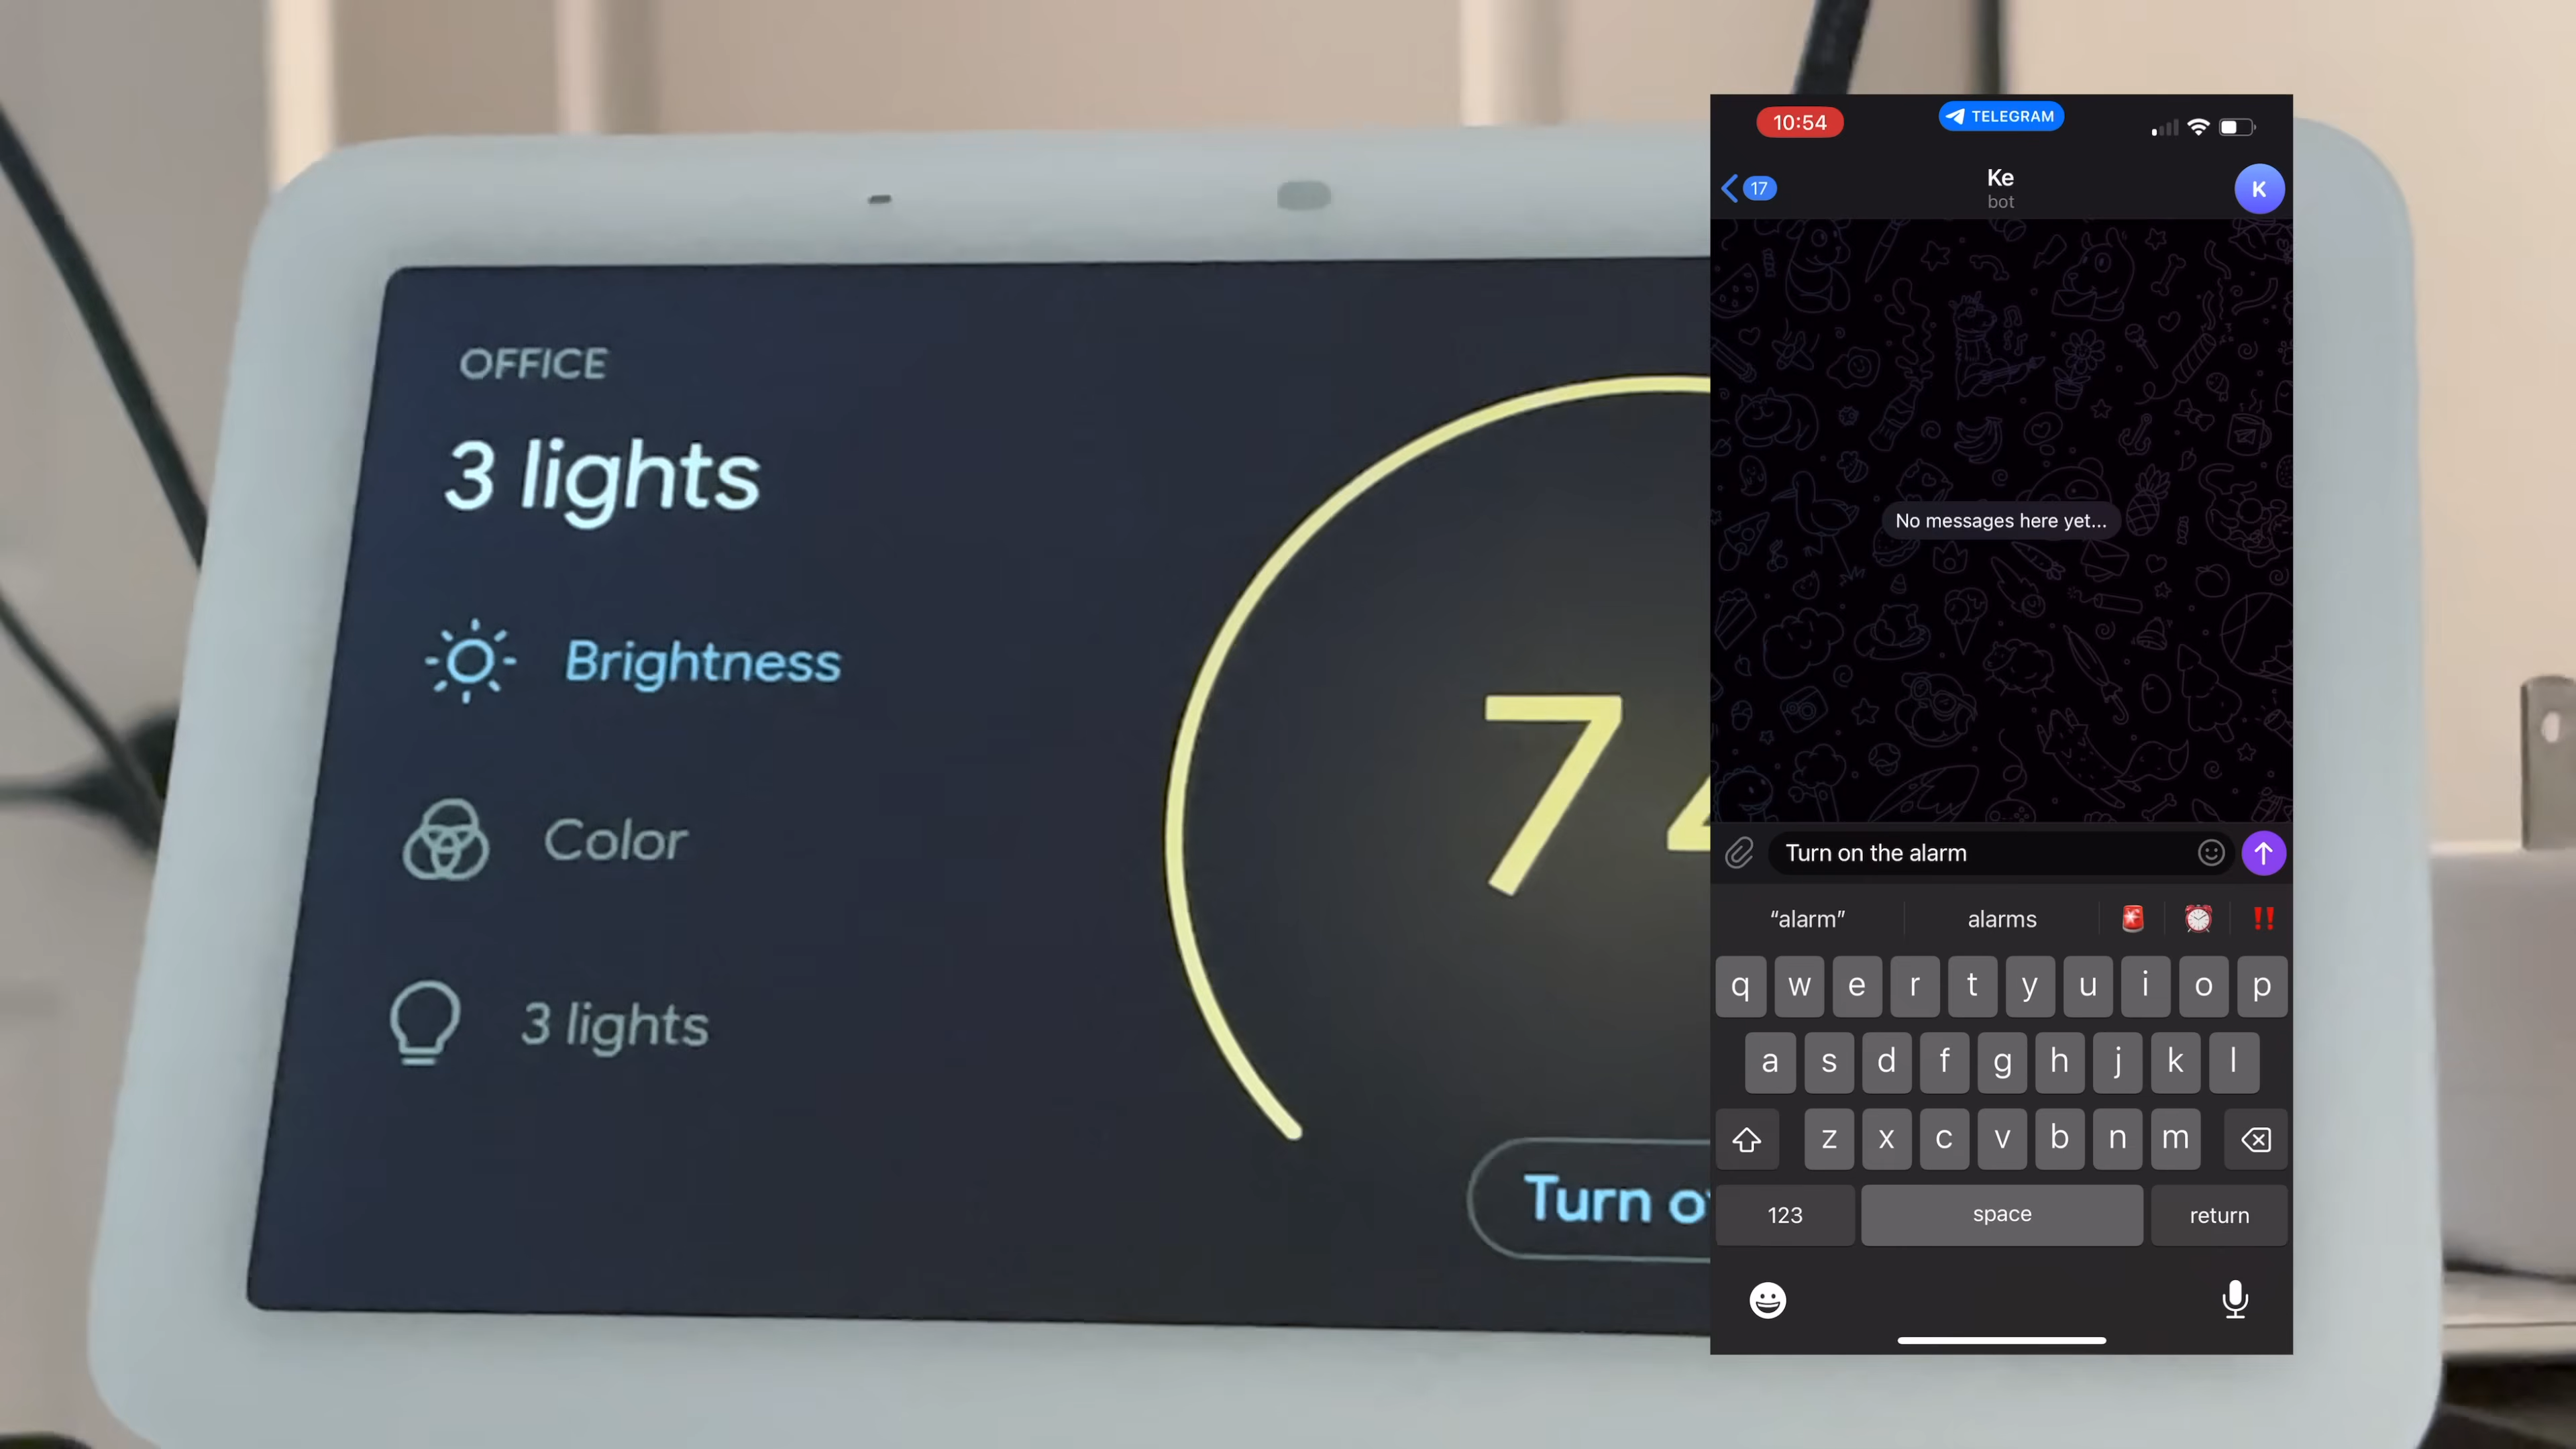 OFFICE
3 lights
Brightness
Color
3 lights
7
Turn
10:54
TELEGRAM
17
Ke
bot
K
No messages here yet...
Turn on the alarm
“alarm”
alarms
q w e r t y u i o p
a s d f g h j k l
z x c v b n m
123
space
return